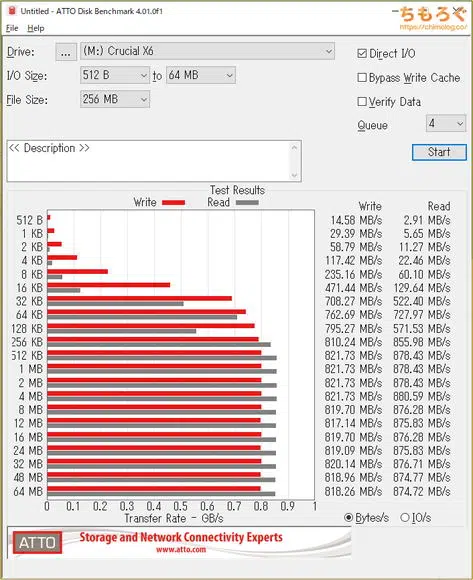 Untitled - ATTO Disk Benchmark 4.01.0f1
ちもろぐ
https://chimolog.co/
File Help
Drive: ... (M:) Crucial X6
Direct I/O
I/O Size: 512 B to 64 MB
Bypass Write Cache
File Size: 256 MB
Verify Data
Queue 4
Start
<< Description >>
Test Results
Write Read
Write Read
512 B 14.58 MB/s 2.91 MB/s
1 KB 29.39 MB/s 5.65 MB/s
2 KB 58.79 MB/s 11.27 MB/s
4 KB 117.42 MB/s 22.46 MB/s
8 KB 235.16 MB/s 60.10 MB/s
16 KB 471.44 MB/s 129.64 MB/s
32 KB 708.27 MB/s 522.40 MB/s
64 KB 762.69 MB/s 727.97 MB/s
128 KB 795.27 MB/s 571.53 MB/s
256 KB 810.24 MB/s 855.98 MB/s
512 KB 821.73 MB/s 878.43 MB/s
1 MB 821.73 MB/s 878.43 MB/s
2 MB 821.73 MB/s 878.43 MB/s
4 MB 821.73 MB/s 880.59 MB/s
8 MB 819.70 MB/s 876.28 MB/s
12 MB 817.14 MB/s 875.83 MB/s
16 MB 819.70 MB/s 876.28 MB/s
24 MB 819.09 MB/s 875.83 MB/s
32 MB 820.14 MB/s 876.71 MB/s
48 MB 818.96 MB/s 874.77 MB/s
64 MB 818.26 MB/s 874.72 MB/s
0 0.1 0.2 0.3 0.4 0.5 0.6 0.7 0.8 0.9 1
Transfer Rate - GB/s
Bytes/s IO/s
ATTO Storage and Network Connectivity Experts
www.atto.com